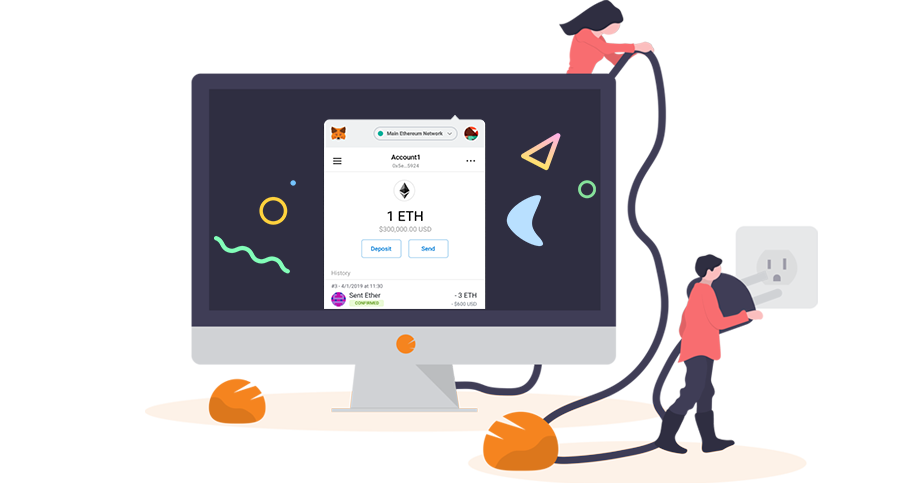 Main Ethereum Network
Account1
0x5e...5924
1 ETH
$300,000.00 USD
Deposit
Send
History
#3 - 4/1/2019 at 11:30
Sent Ether
- 3 ETH
CONFIRMED
- $600 USD